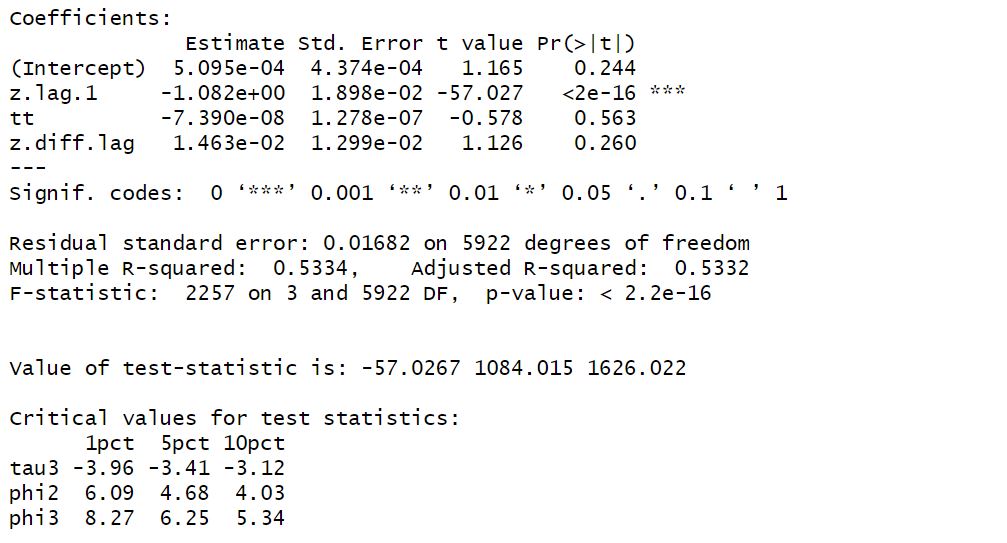 Coefficients:
Estimate Std. Error t value Pr(>|t|)
(Intercept) 5.095e-04 4.374e-04 1.165 0.244
z.lag.1 -1.082e+00 1.898e-02 -57.027 <2e-16 ***
tt -7.390e-08 1.278e-07 -0.578 0.563
z.diff.lag 1.463e-02 1.299e-02 1.126 0.260
---
Signif. codes: 0 ‘***’ 0.001 ‘**’ 0.01 ‘*’ 0.05 ‘.’ 0.1 ‘ ’ 1
Residual standard error: 0.01682 on 5922 degrees of freedom
Multiple R-squared: 0.5334, Adjusted R-squared: 0.5332
F-statistic: 2257 on 3 and 5922 DF, p-value: < 2.2e-16
Value of test-statistic is: -57.0267 1084.015 1626.022
Critical values for test statistics:
1pct 5pct 10pct
tau3 -3.96 -3.41 -3.12
phi2 6.09 4.68 4.03
phi3 8.27 6.25 5.34